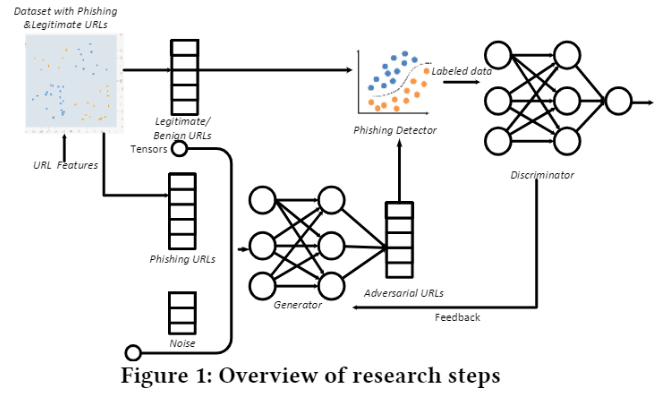 Dataset with Phishing
&Legitimate URLs
Legitimate/
Benian URLs
Tensors
URL Features
Phishing URLs
Noise
Generator
Adversarial URLs
Phishing Detector
Labeled data
Discriminator
Feedback
Figure 1: Overview of research steps